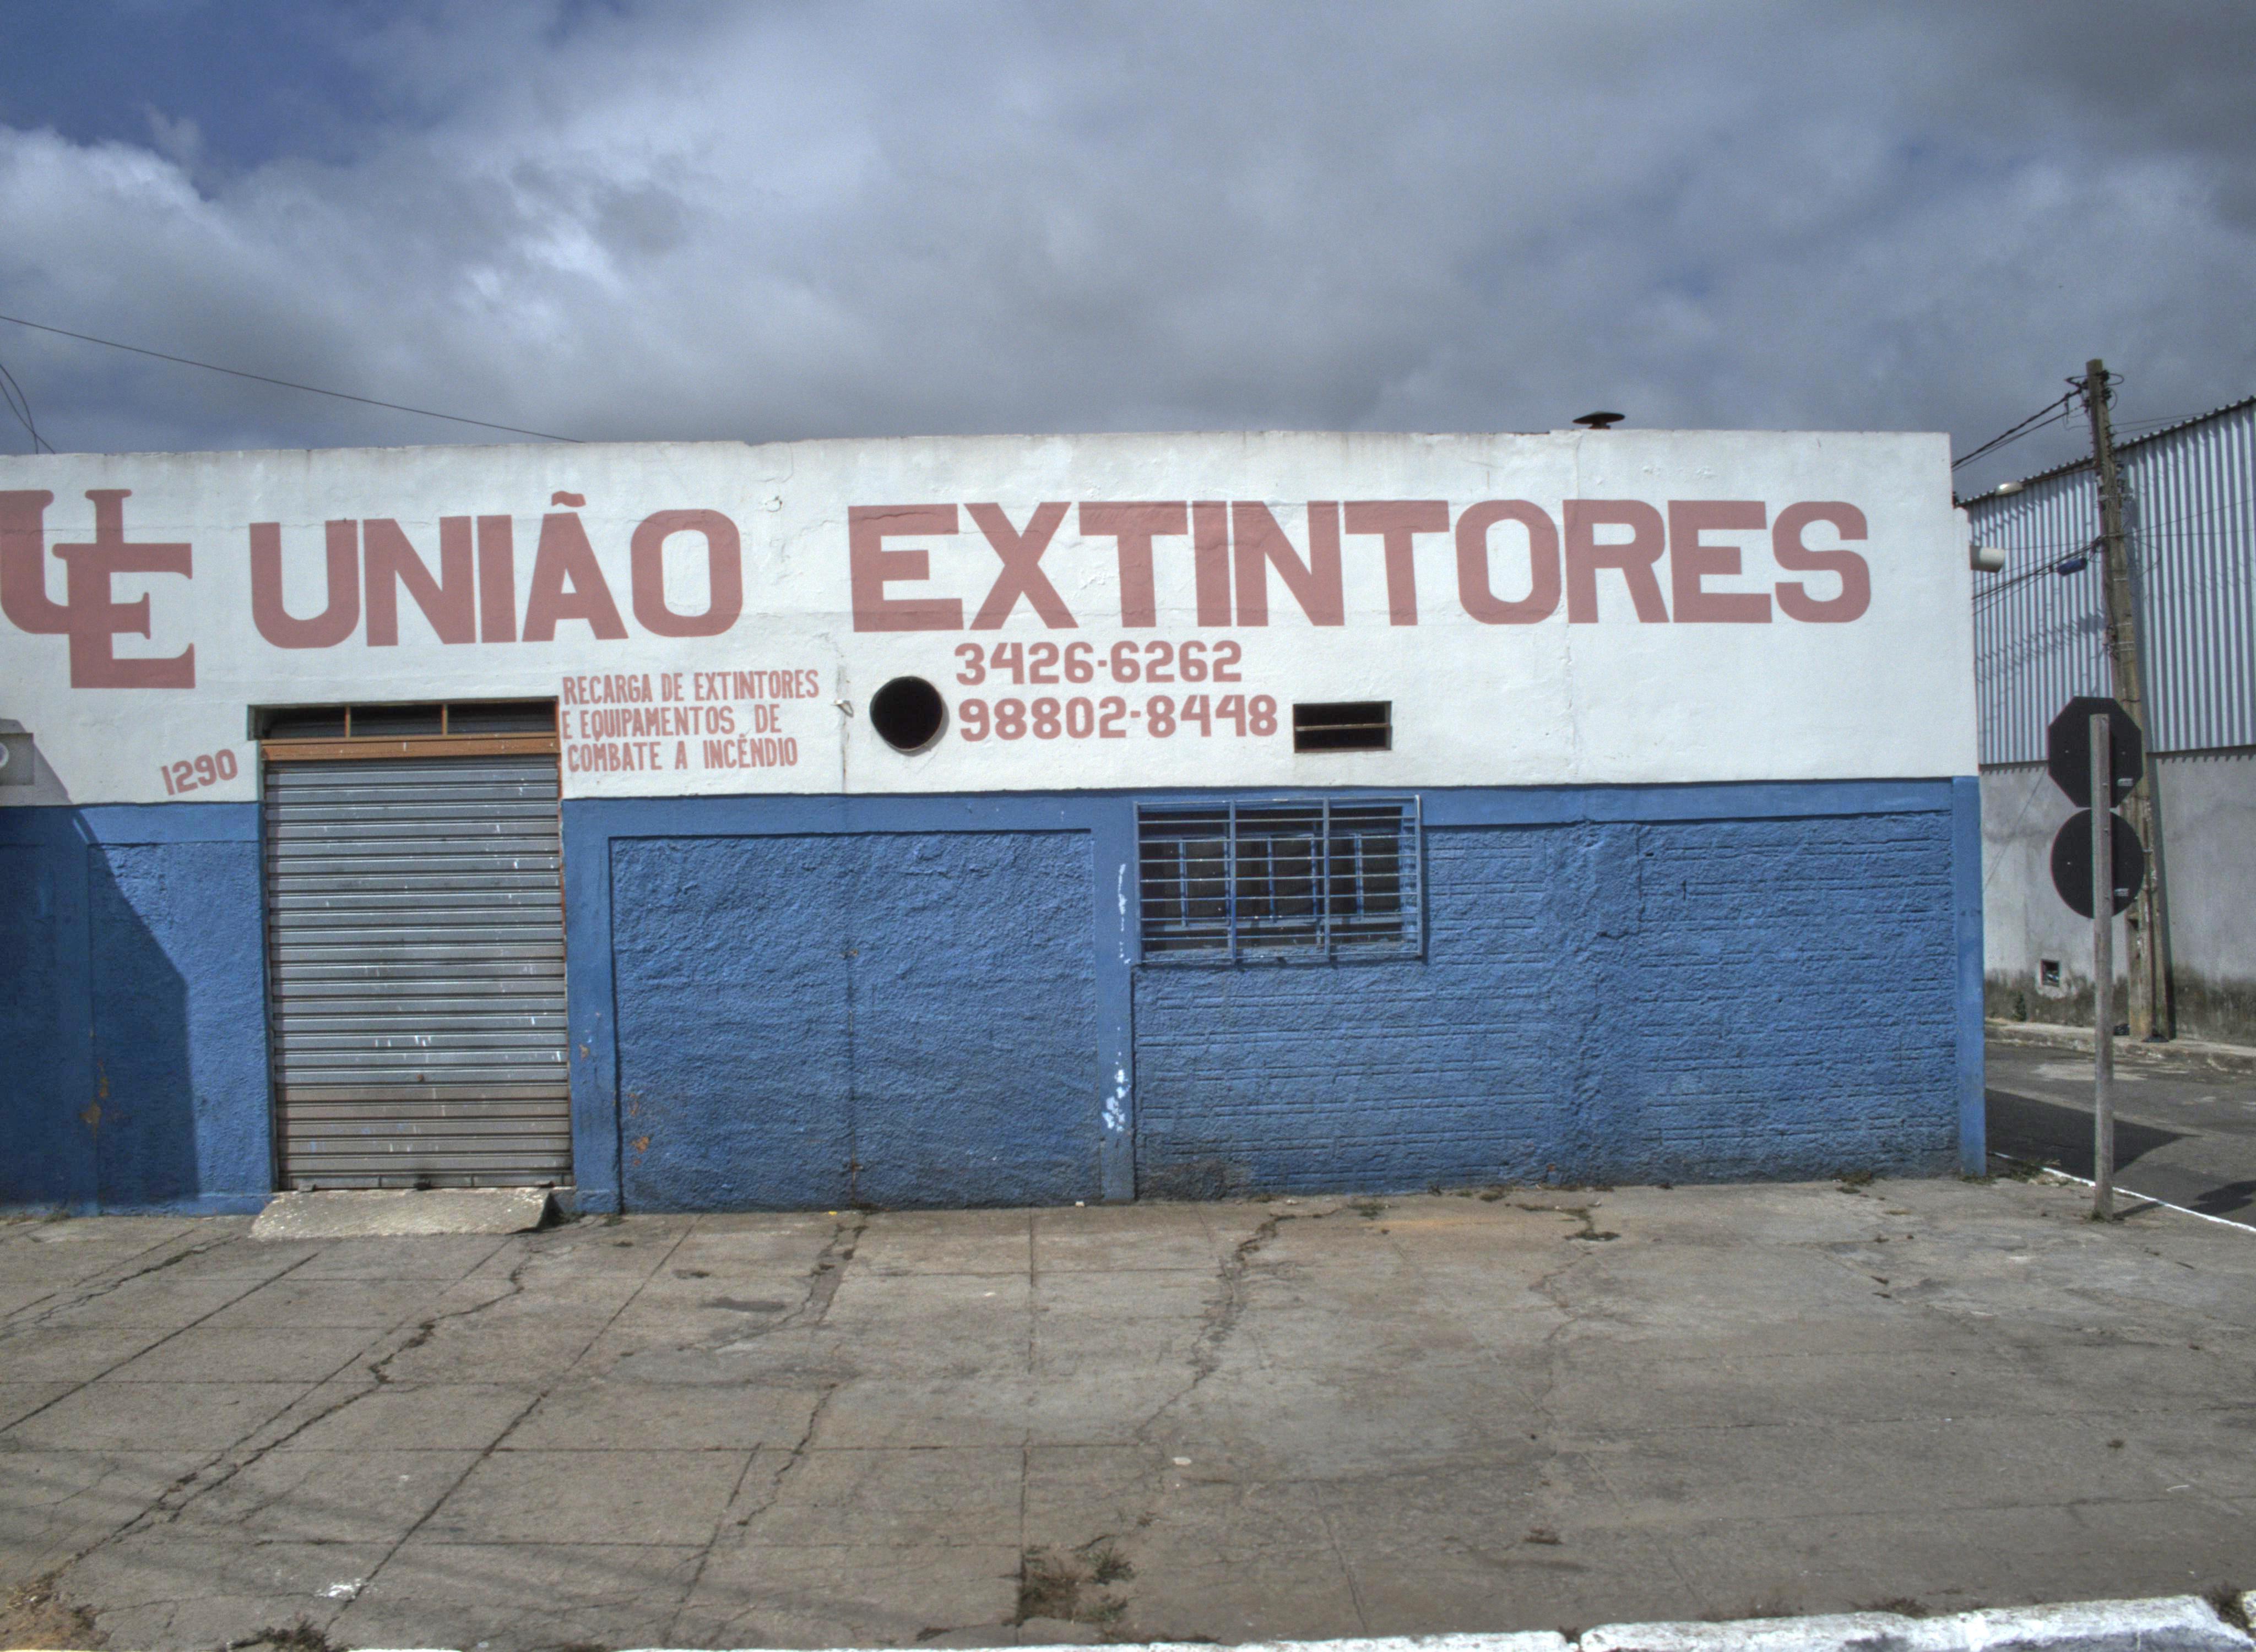 UE UNIÃO EXTINTORES
3426-6262
98802-8448
RECARGA DE EXTINTORES
E EQUIPAMENTOS DE
COMBATE A INCÊNDIO
1290